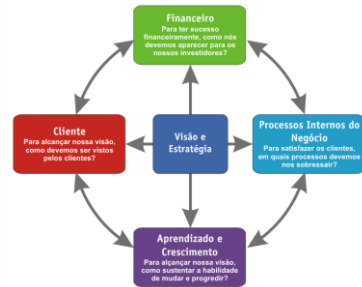 Financeiro
Para ter sucesso
financeiramente, como nós
devemos aparecer para os
nossos investidores?
Cliente
Para alcançar nossa visão,
como devemos ser vistos
pelos clientes?
Visão e
Estratégia
Processos Internos do
Negócio
Para satisfazer os clientes,
em quais processos devemos
nos sobressair?
Aprendizado e
Crescimento
Para alçançar nossa visão,
como sustentar a habilidade
de mudar e progredir?